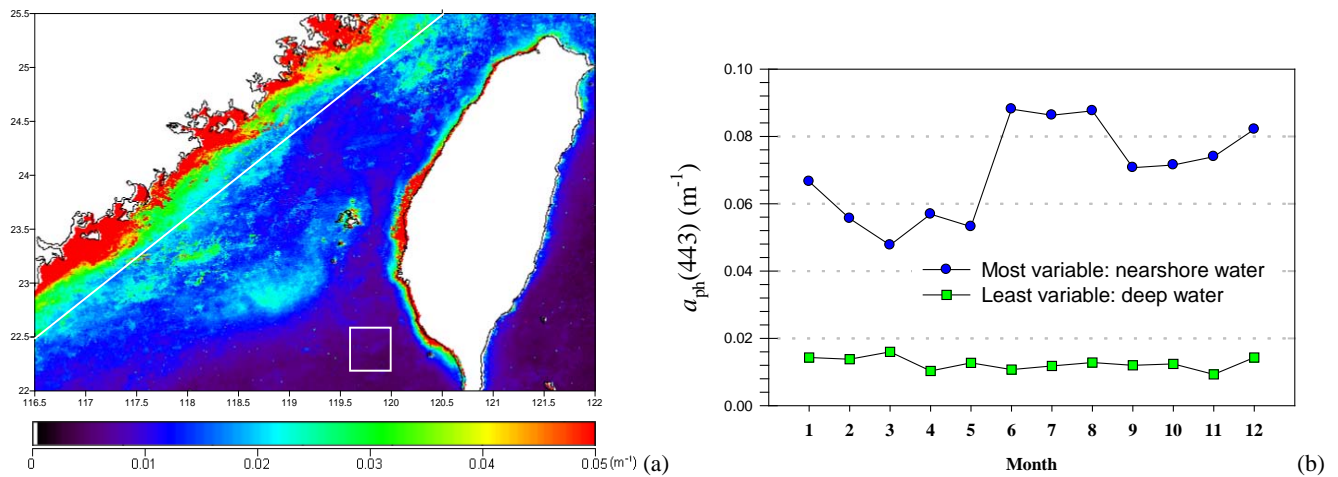 25.5
25
24.5
24
23.5
23
22.5
22
116.5 117 117.5 118 118.5 119 119.5 120 120.5 121 121.5 122
0 0.01 0.02 0.03 0.04 0.05 (m⁻¹) (a)
a_ph(443) (m⁻¹)
0.10
0.08
0.06
0.04
0.02
0.00
Most variable: nearshore water
Least variable: deep water
1 2 3 4 5 6 7 8 9 10 11 12
Month
(b)